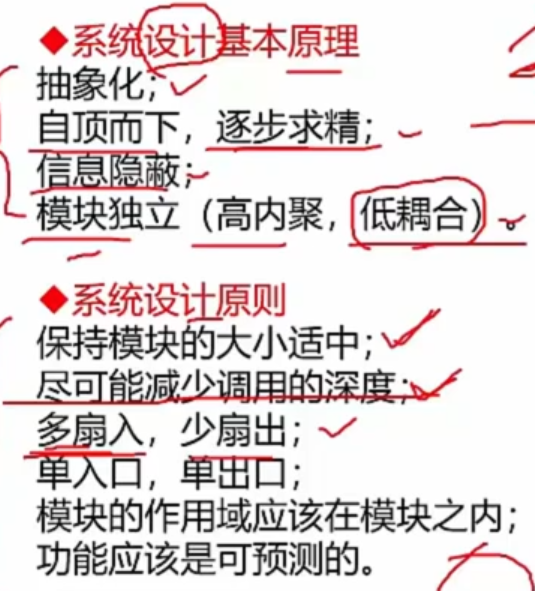 ◆系统设计基本原理
抽象化;
自顶而下，逐步求精;
信息隐蔽;
模块独立（高内聚，低耦合）。
◆系统设计原则
保持模块的大小适中;
尽可能减少调用的深度;
多扇入，少扇出;
单入口，单出口;
模块的作用域应该在模块之内;
功能应该是可预测的。